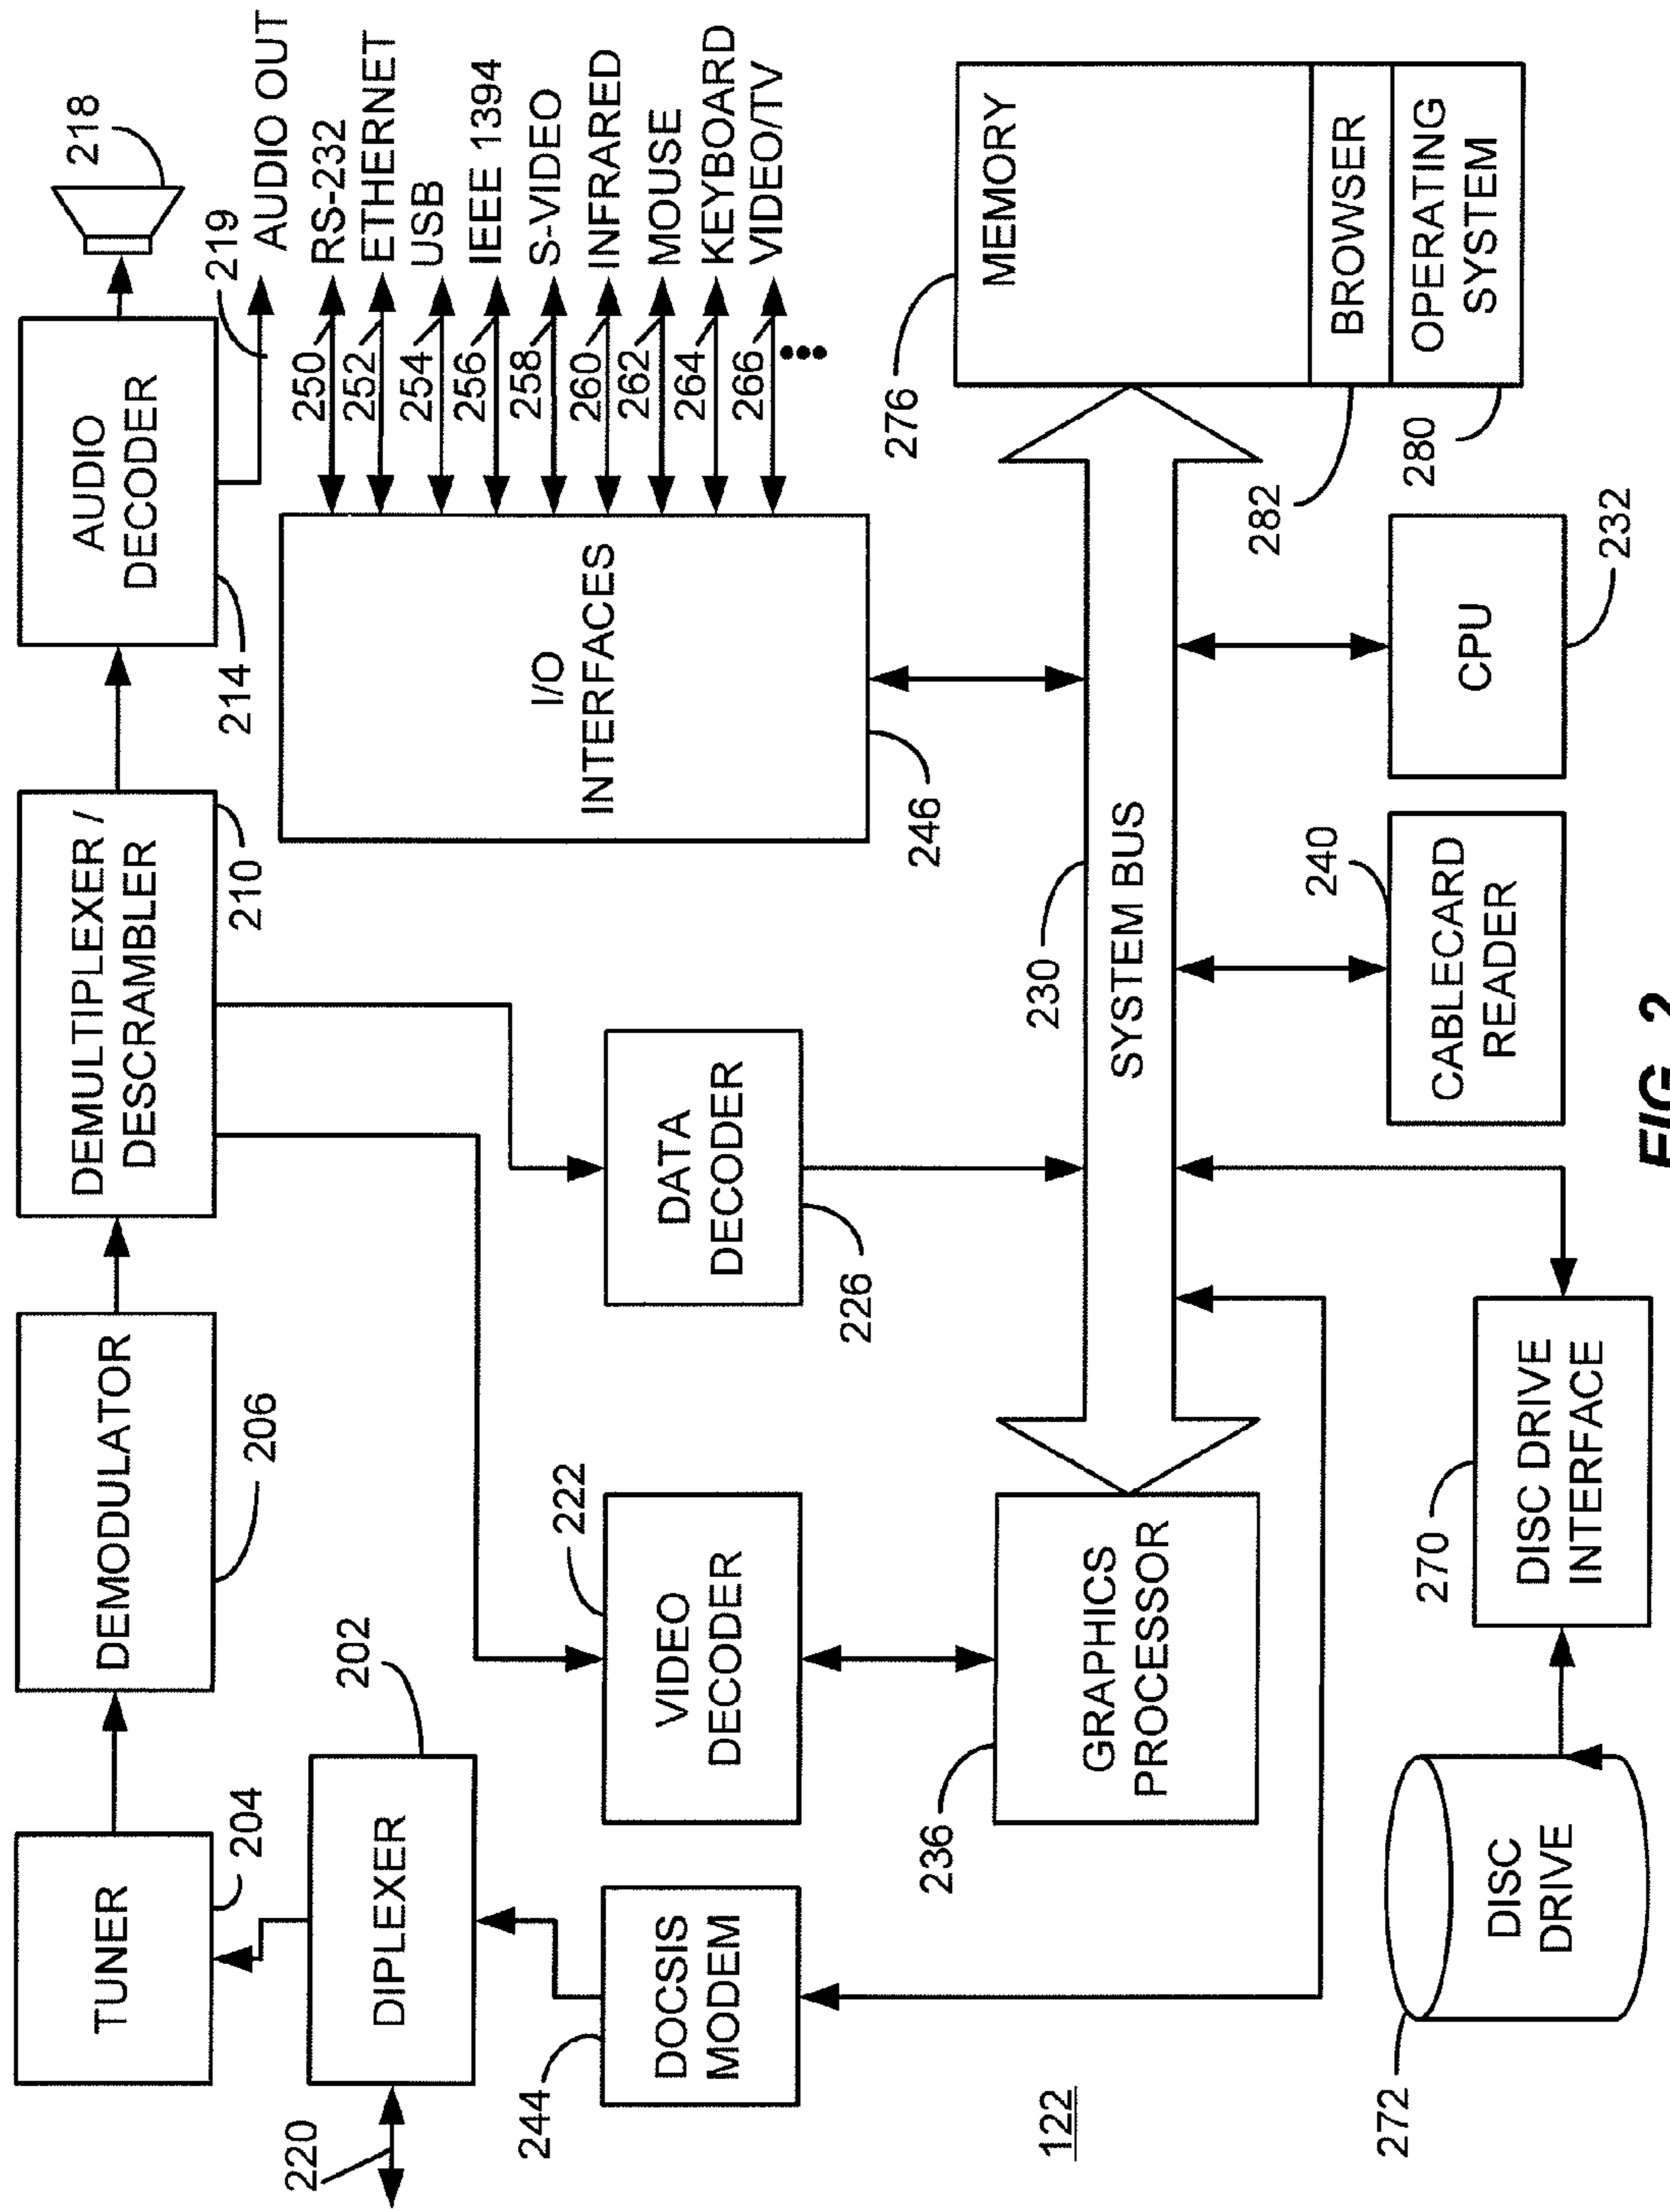 218
219
AUDIO OUT
RS-232
ETHERNET
USB
IEEE 1394
S-VIDEO
INFRARED
MOUSE
KEYBOARD
VIDEO/TV
AUDIO
DECODER
214
250
252
254
256
258
260
262
264
266
I/O
INTERFACES
246
DEMULTIPLEXER /
DESCRAMBLER
210
DEMODULATOR
206
TUNER
204
DIPLEXER
202
220
DOCSIS
MODEM
244
VIDEO
DECODER
222
DATA
DECODER
226
GRAPHICS
PROCESSOR
236
SYSTEM BUS
230
MEMORY
276
BROWSER
282
OPERATING
SYSTEM
280
CPU
232
CABLECARD
READER
240
DISC DRIVE
INTERFACE
270
DISC
DRIVE
272
122
FIG. 2